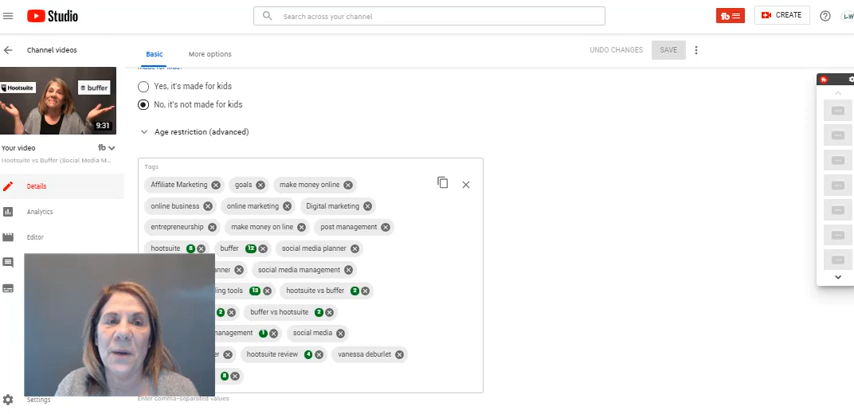 Studio
Search across your channel
CREATE
Channel videos
Basic
More options
UNDO CHANGES
SAVE
Yes, it's made for kids
No, it's not made for kids
Age restriction (advanced)
Hootsuite
buffer
9:31
Your video
Hootsuite vs Buffer (Social Media M...
Details
Analytics
Editor
Settings
Tags
Affiliate Marketing
goals
make money online
online business
online marketing
Digital marketing
entrepreneurship
make money on line
post management
hootsuite 8
buffer 12
social media planner
nner
social media management
ling tools 13
hootsuite vs buffer 2
2
buffer vs hootsuite 2
nanagement 1
social media
er
hootsuite review 4
vanessa deburlet
Enter comma-separated values